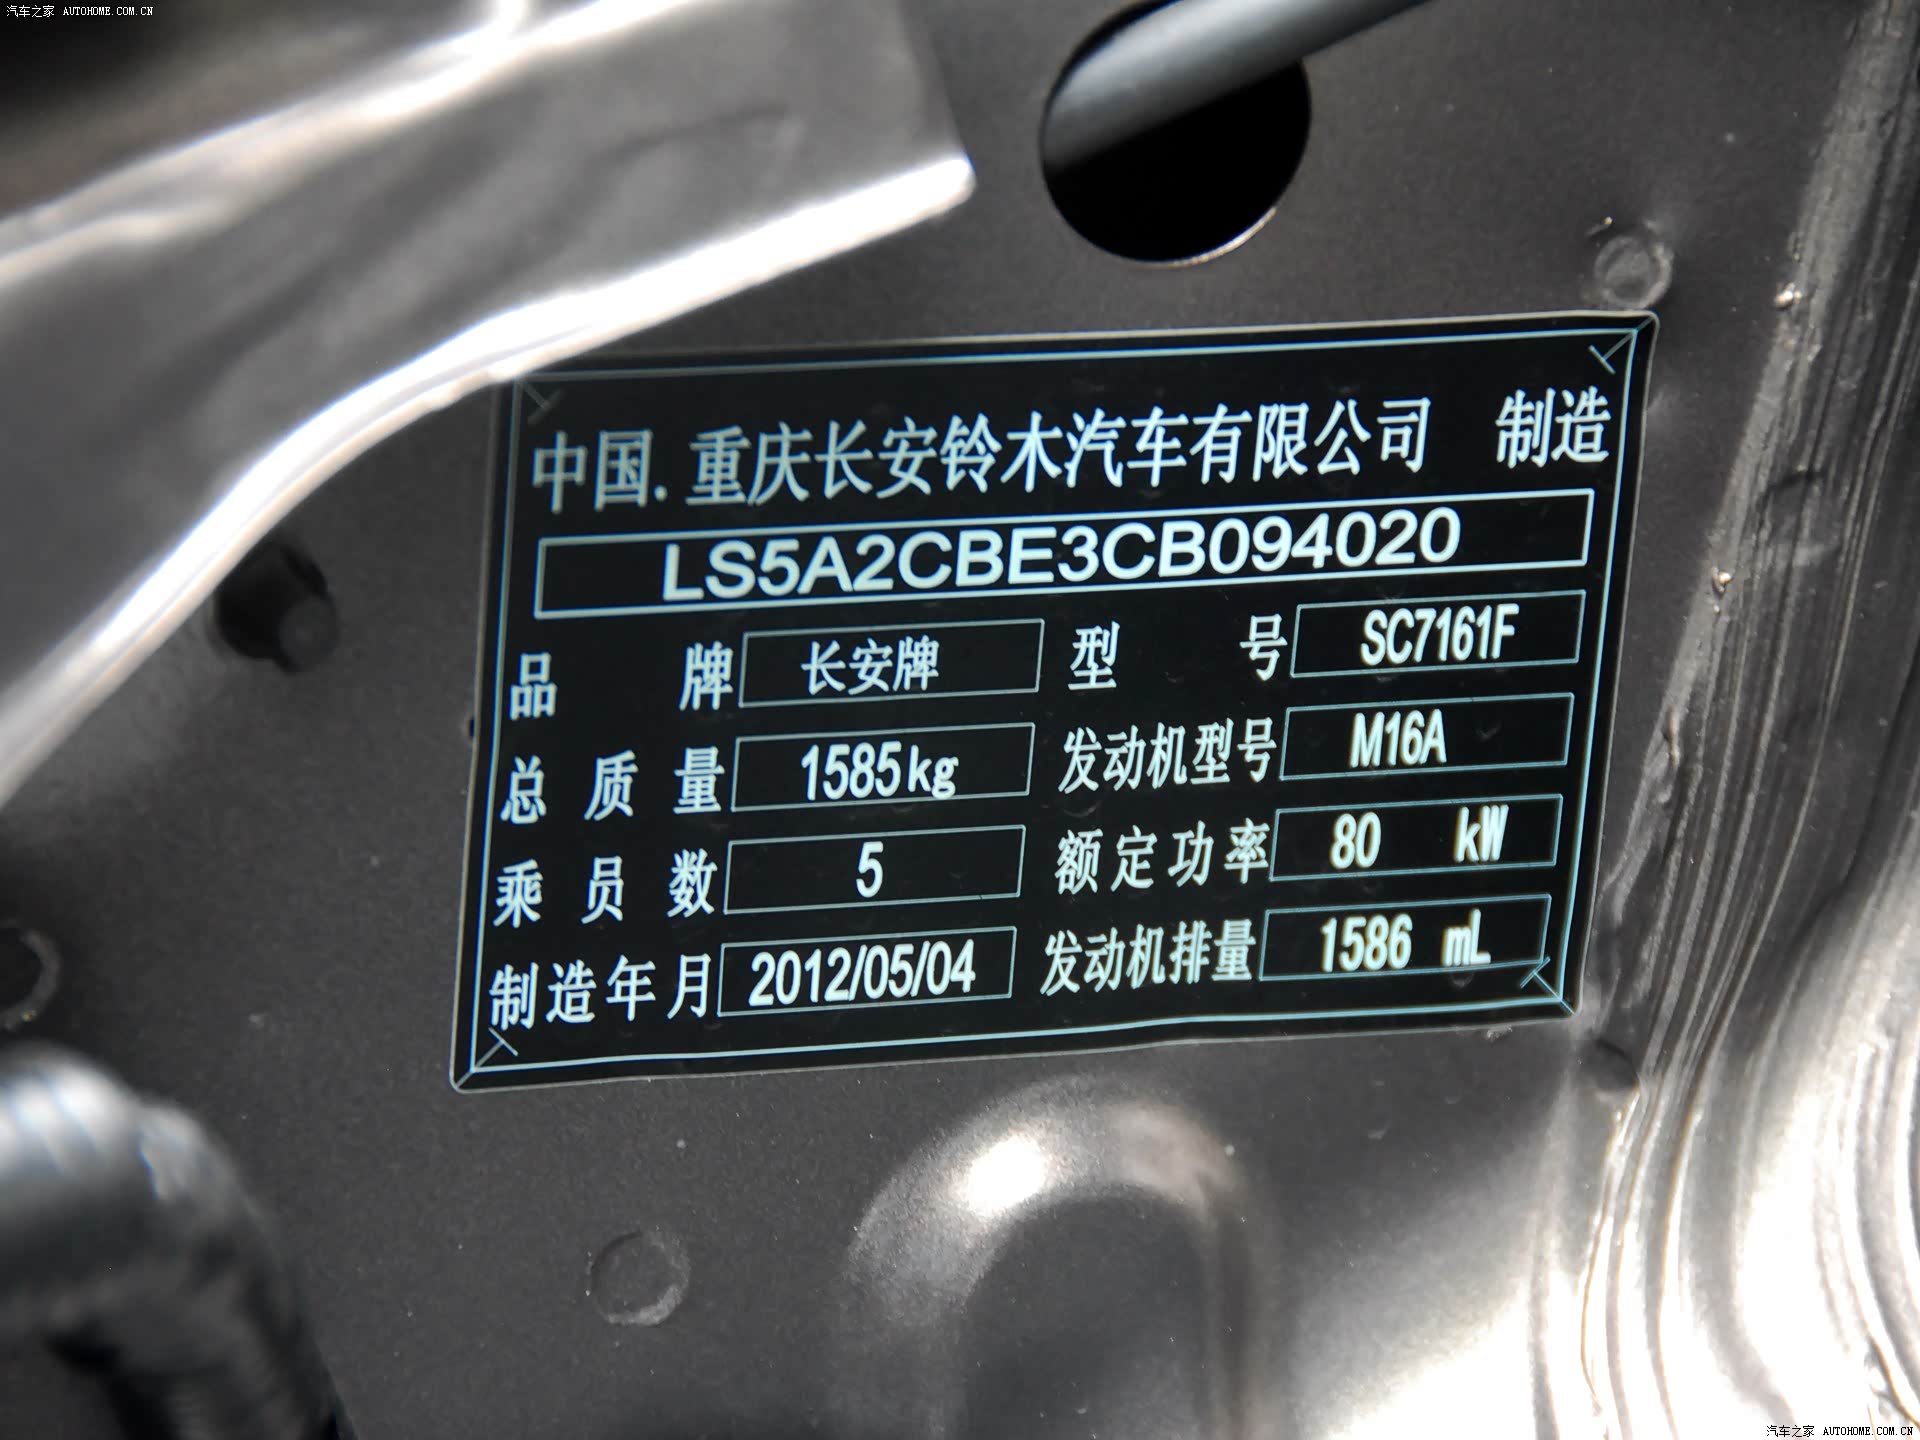 汽车之家 AUTOHOME.COM.CN
中国.重庆长安铃木汽车有限公司 制造
LS5A2CBE3CB094020
品牌 长安牌 型号 SC7161F
总质量 1585kg 发动机型号 M16A
乘员数 5 额定功率 80 kW
制造年月 2012/05/04 发动机排量 1586 mL
汽车之家 AUTOHOME.COM.CN